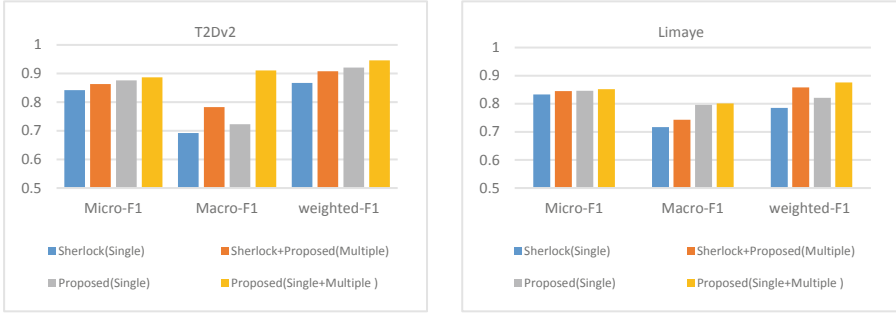 T2Dv2
1
0.9
0.8
0.7
0.6
0.5
Micro-F1 Macro-F1 weighted-F1
Sherlock(Single) Sherlock+Proposed(Multiple)
Proposed(Single) Proposed(Single+Multiple )
Limaye
1
0.9
0.8
0.7
0.6
0.5
Micro-F1 Macro-F1 weighted-F1
Sherlock(Single) Sherlock+Proposed(Multiple)
Proposed(Single) Proposed(Single+Multiple )